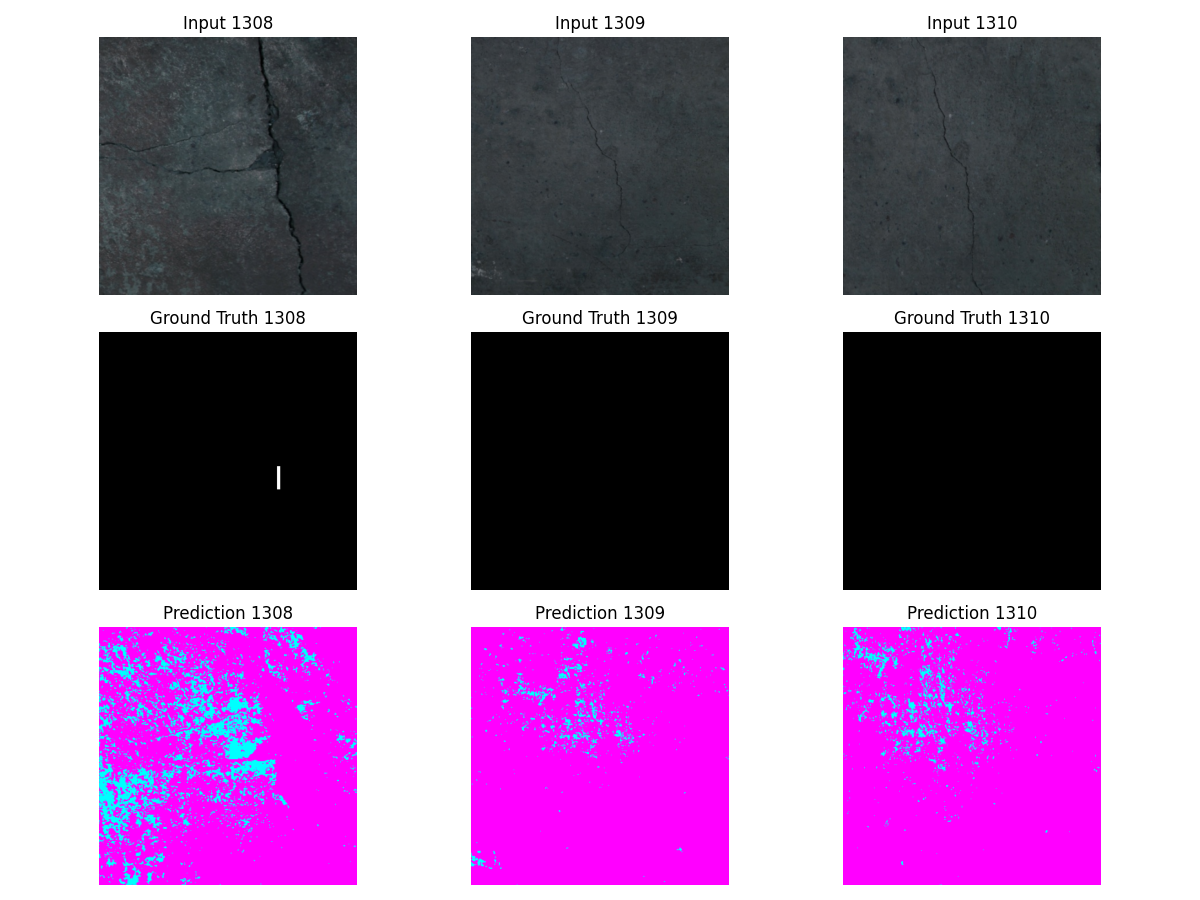 Input 1308
Input 1309
Input 1310
Ground Truth 1308
Ground Truth 1309
Ground Truth 1310
Prediction 1308
Prediction 1309
Prediction 1310